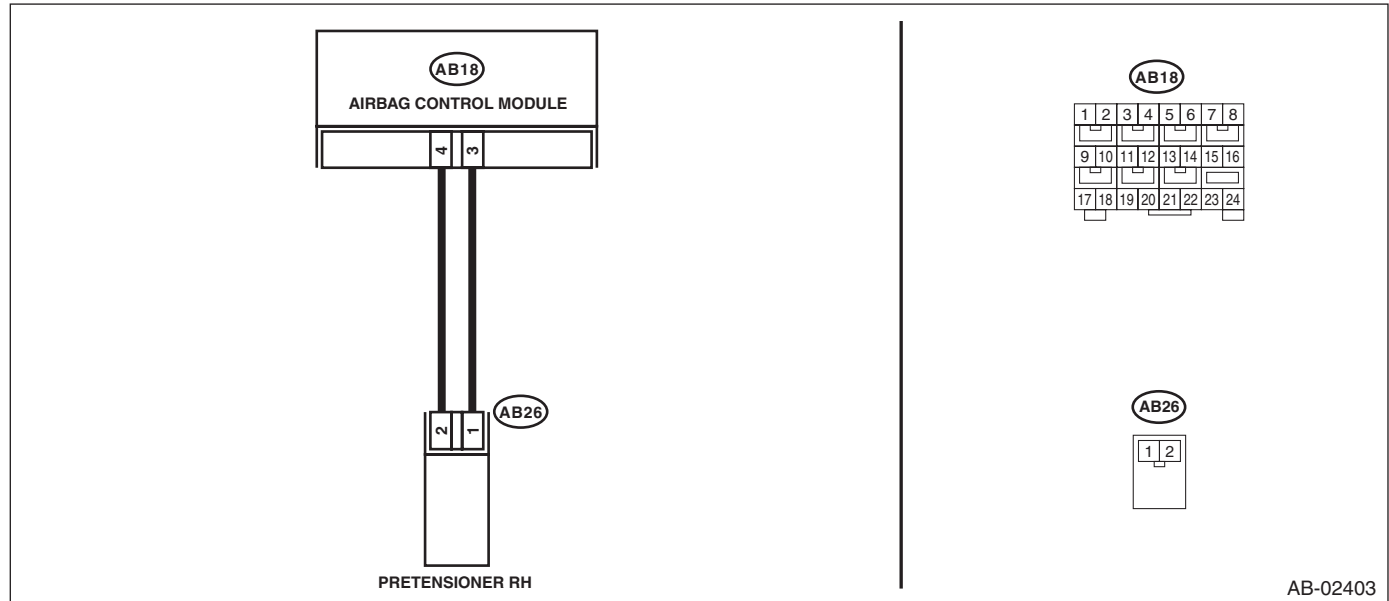 AB18
AIRBAG CONTROL MODULE
4 3
2 1
AB26
PRETENSIONER RH
AB18
1 2 3 4 5 6 7 8
9 10 11 12 13 14 15 16
17 18 19 20 21 22 23 24
AB26
1 2
AB-02403